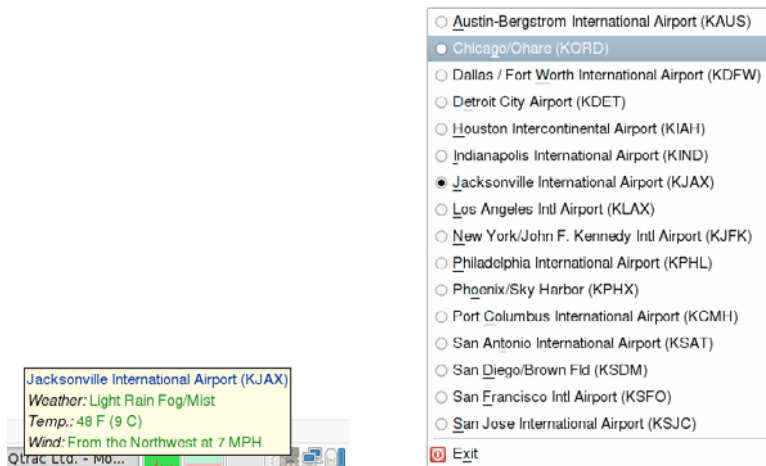 Jacksonville International Airport (KJAX)
Weather: Light Rain Fog/Mist
Temp.: 48 F (9 C)
Wind: From the Northwest at 7 MPH
Qtrac Ltd. - Mo...
Austin-Bergstrom International Airport (KAUS)
Chicago/Ohare (KORD)
Dallas / Fort Worth International Airport (KDFW)
Detroit City Airport (KDET)
Houston Intercontinental Airport (KIAH)
Indianapolis International Airport (KIND)
Jacksonville International Airport (KJAX)
Los Angeles Intl Airport (KLAX)
New York/John F. Kennedy Intl Airport (KJFK)
Philadelphia International Airport (KPHL)
Phoenix/Sky Harbor (KPHX)
Port Columbus International Airport (KCMH)
San Antonio International Airport (KSAT)
San Diego/Brown Fld (KSDM)
San Francisco Intl Airport (KSFO)
San Jose International Airport (KSJC)
Exit